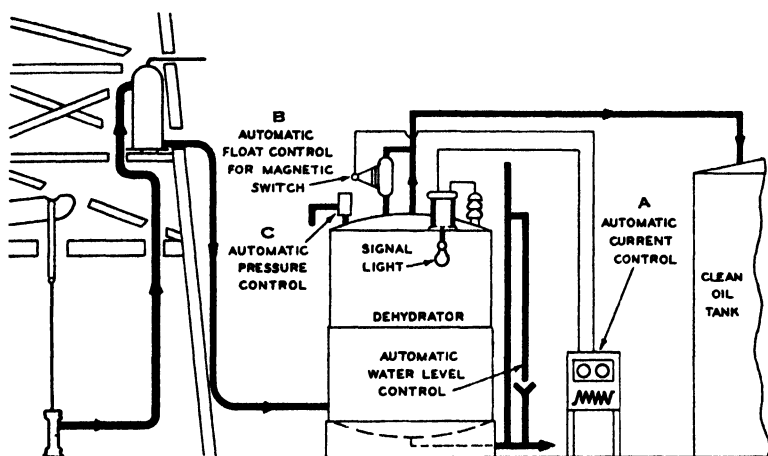 B
AUTOMATIC
FLOAT CONTROL
FOR MAGNETIC
SWITCH
C
AUTOMATIC
PRESSURE
CONTROL
SIGNAL
LIGHT
DEHYDRATOR
AUTOMATIC
WATER LEVEL
CONTROL
A
AUTOMATIC
CURRENT
CONTROL
CLEAN
OIL
TANK